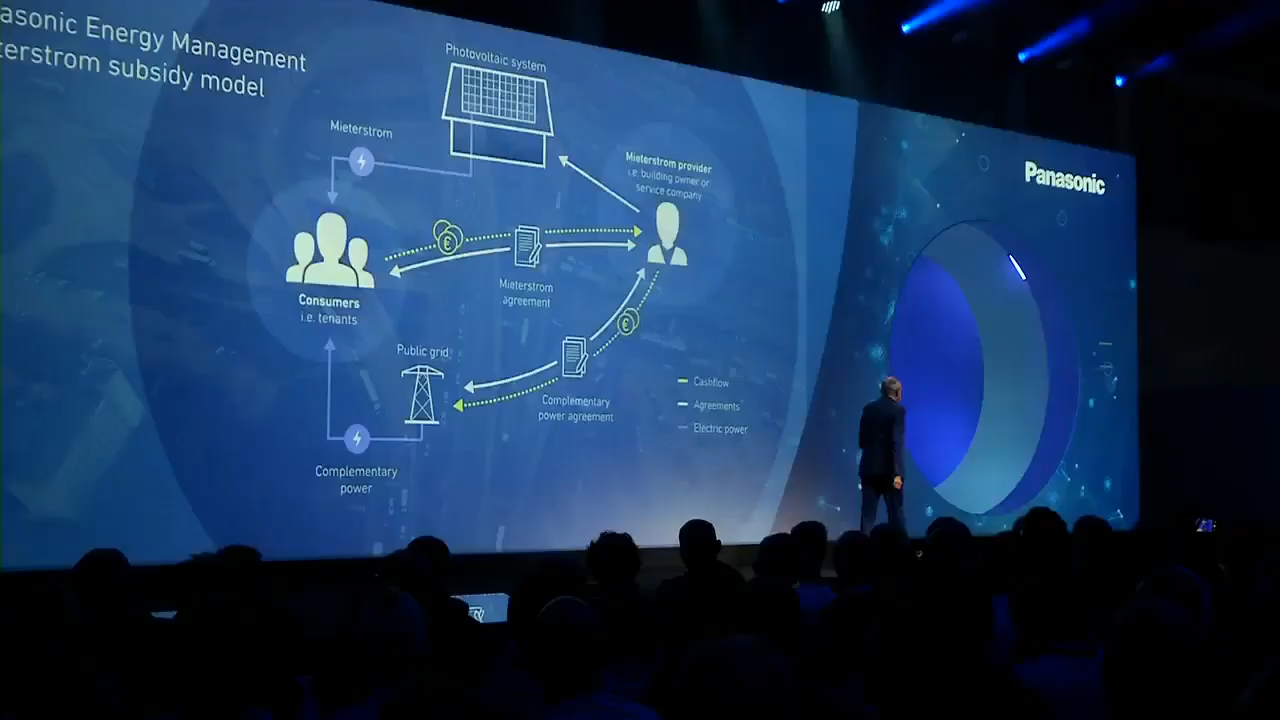 asonic Energy Management
terstrom subsidy model
Photovoltaic system
Mieterstrom
Mieterstrom provider
i.e. building owner or
service company
Panasonic
€
Mieterstrom
agreement
Consumers
i.e. tenants
€
Public grid
Complementary
power agreement
Cashflow
Agreements
Electric power
Complementary
power